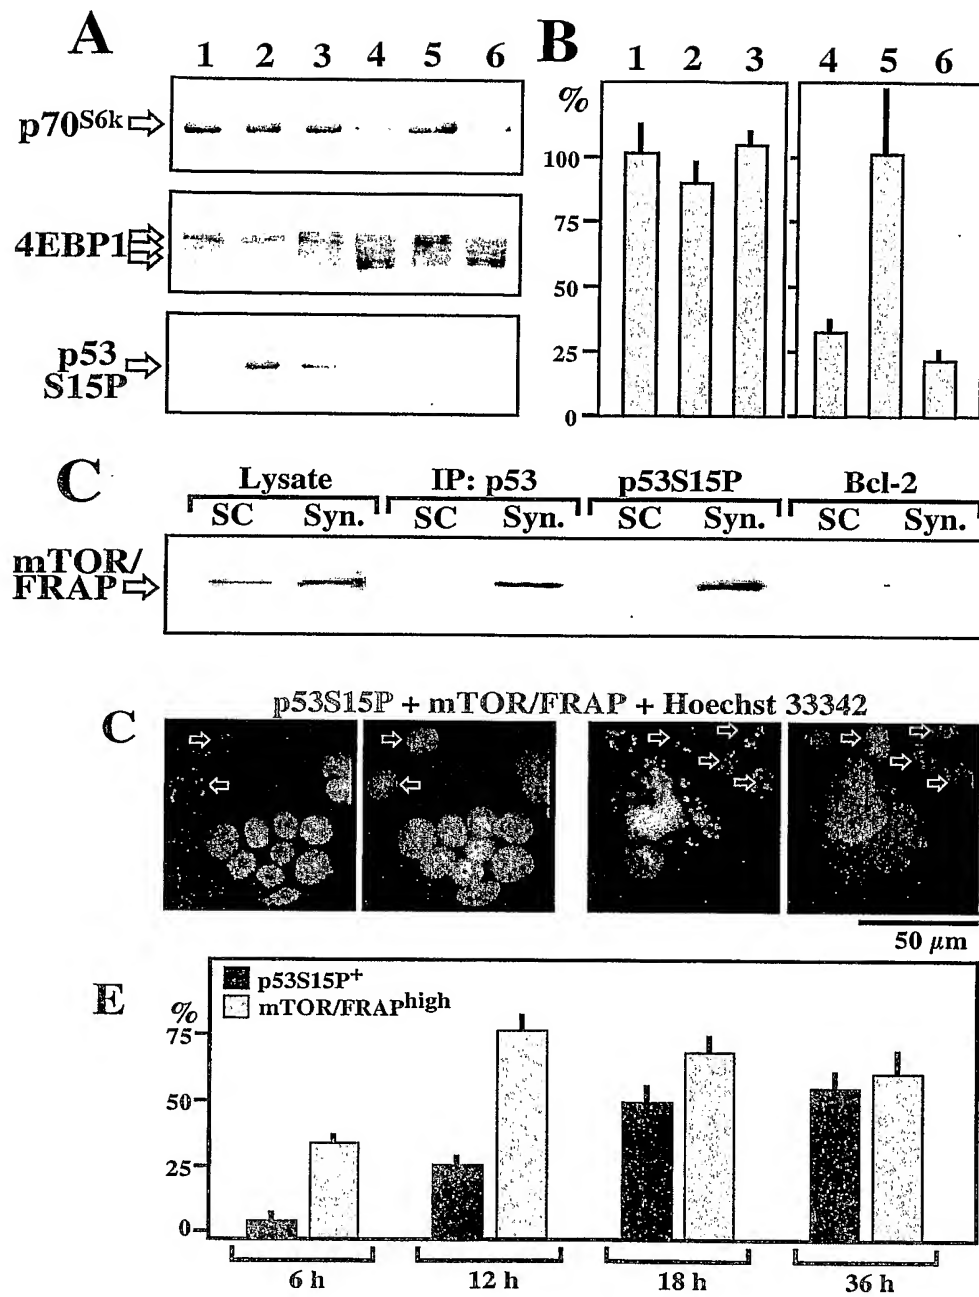 A
1 2 3 4 5 6
p70S6k
4EBP1
p53
S15P
B
1 2 3 4 5 6
%
100
75
50
25
0
C
Lysate IP: p53 p53S15P Bcl-2
SC Syn. SC Syn. SC Syn. SC Syn.
mTOR/
FRAP
C
p53S15P + mTOR/FRAP + Hoechst 33342
50 µm
E
p53S15P+
mTOR/FRAPhigh
%
75
50
25
0
6 h 12 h 18 h 36 h